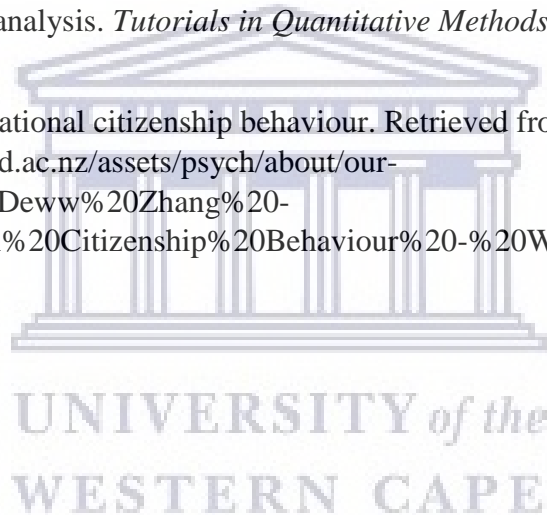 analysis. Tutorials in Quantitative Methods
ational citizenship behaviour. Retrieved fro
d.ac.nz/assets/psych/about/our-
Deww%20Zhang%20-
%20Citizenship%20Behaviour%20-%20W
UNIVERSITY of the
WESTERN CAPE